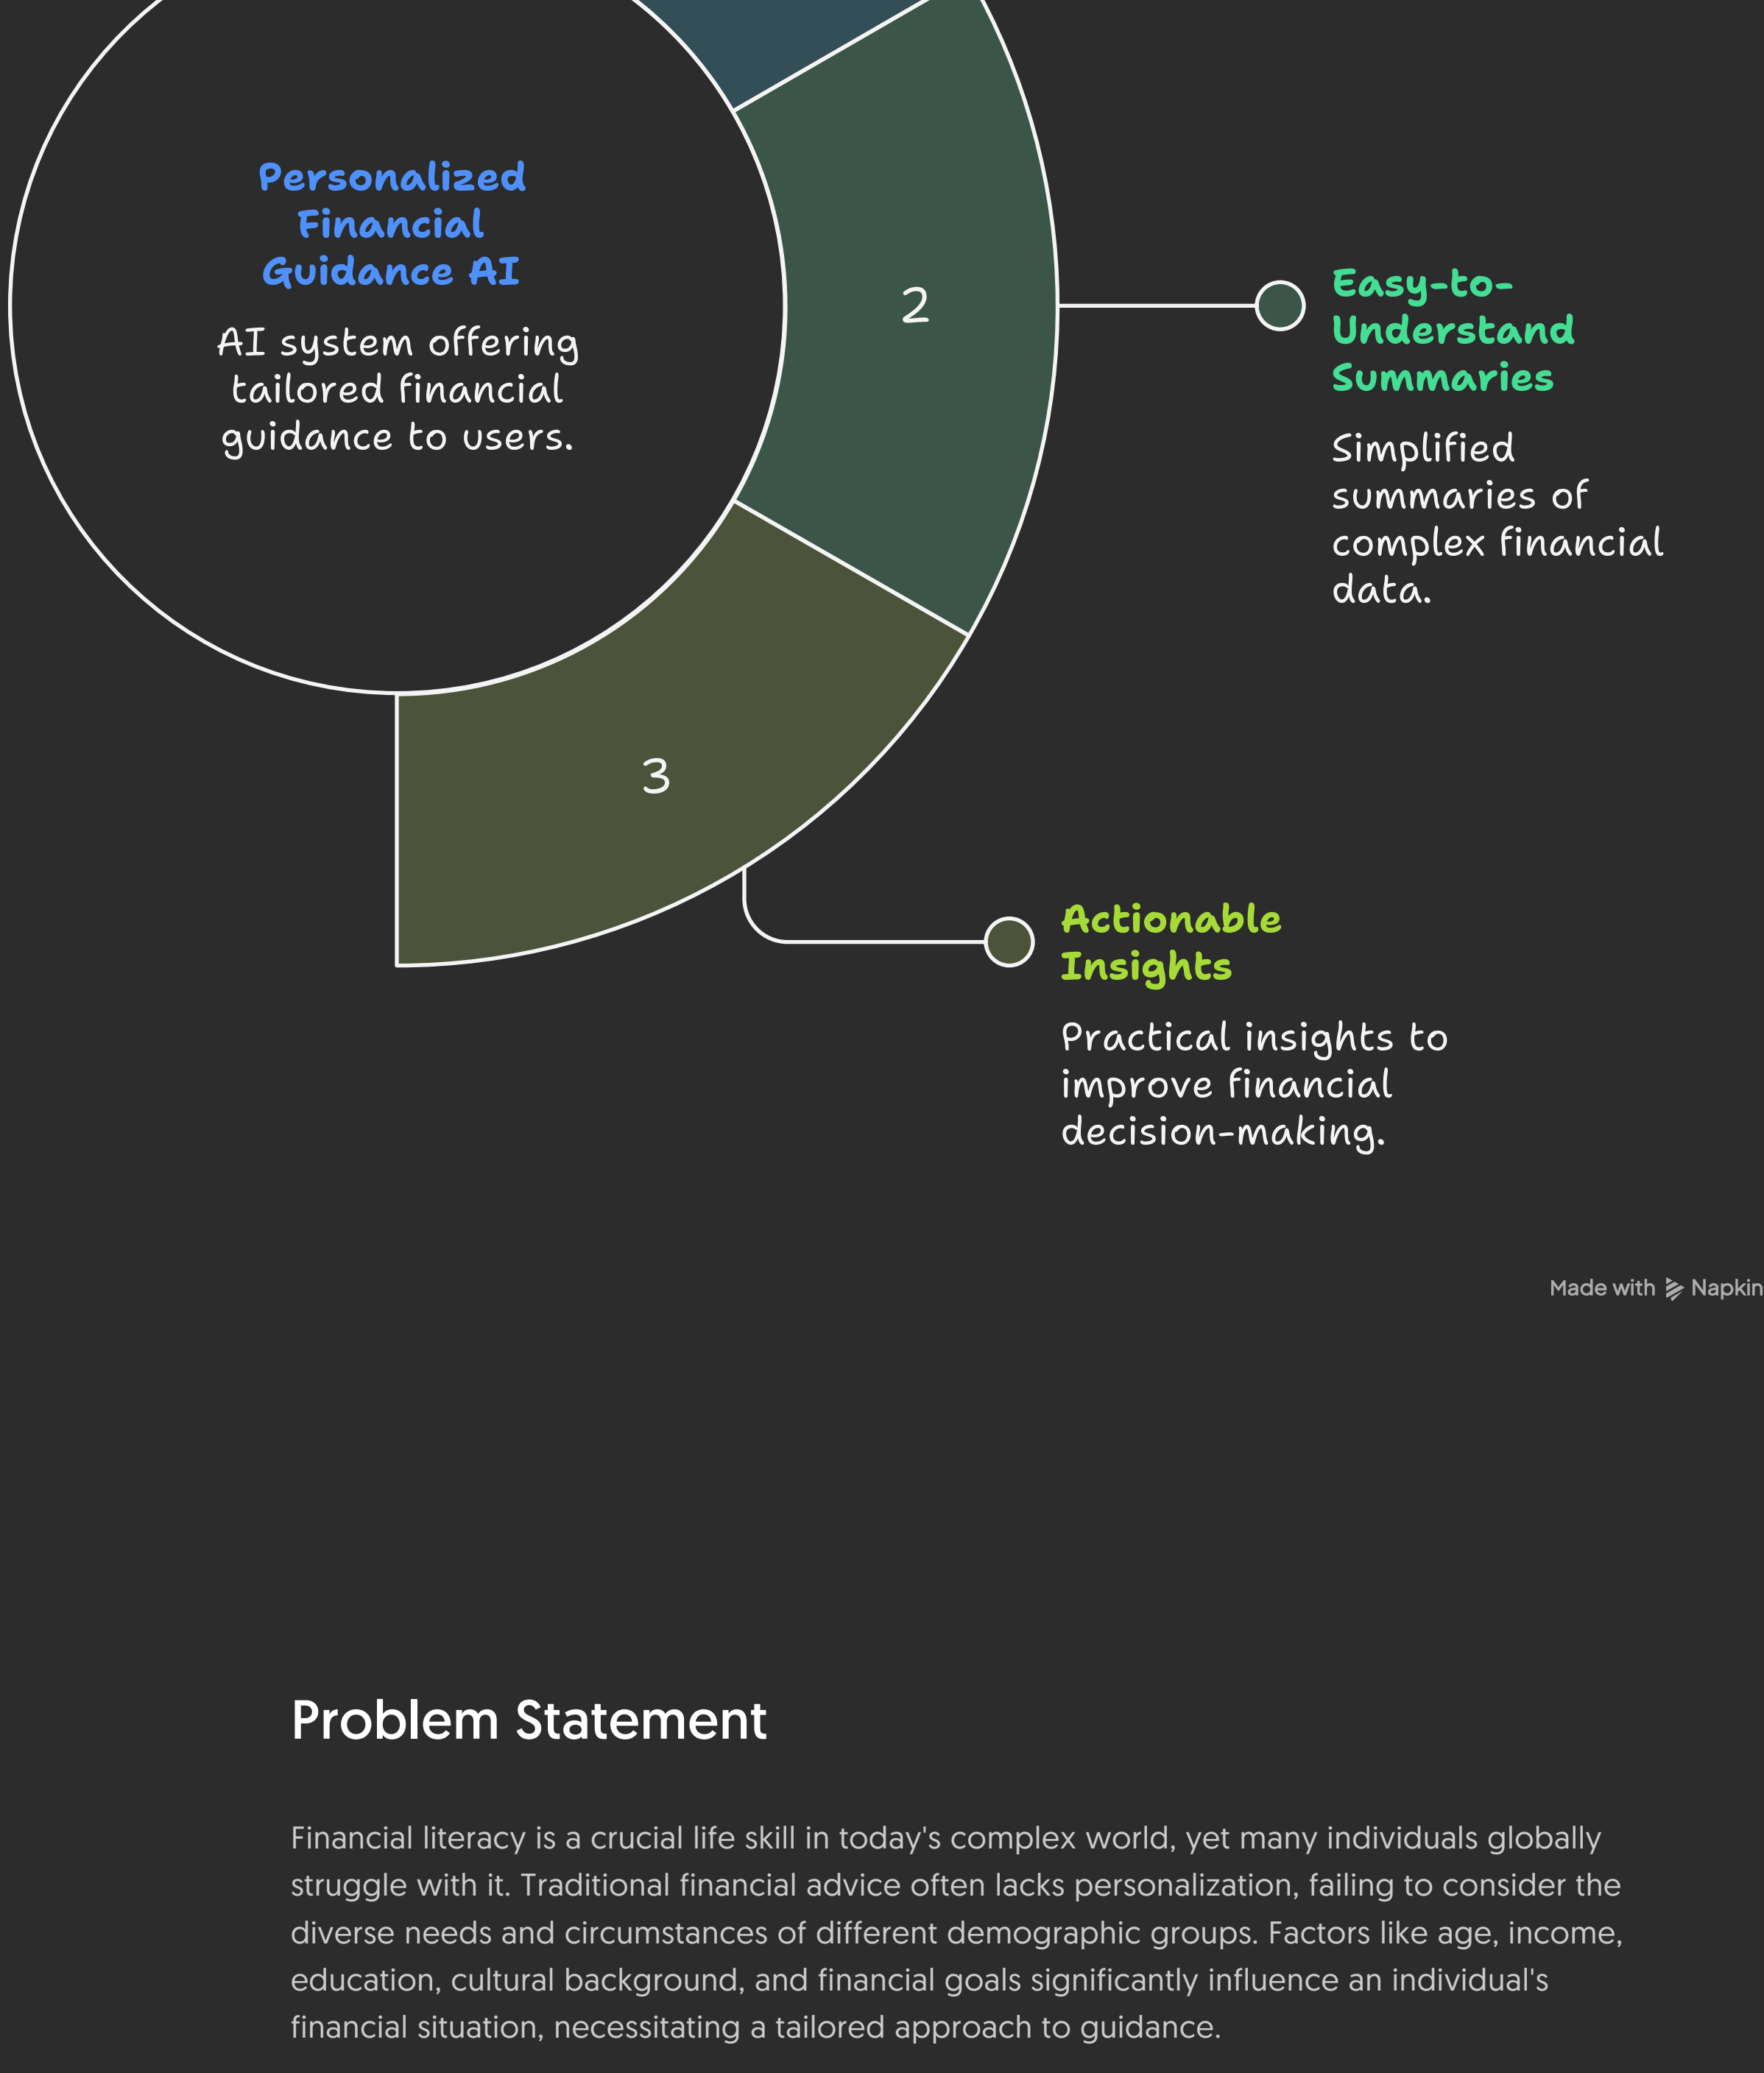 Personalized
Financial
Guidance AI
AI system offering
tailored financial
guidance to users.
2
Easy-to-
Understand
Summaries
Simplified
summaries of
complex financial
data.
3
Actionable
Insights
Practical insights to
improve financial
decision-making.
Made with Napkin
Problem Statement
Financial literacy is a crucial life skill in today's complex world, yet many individuals globally
struggle with it. Traditional financial advice often lacks personalization, failing to consider the
diverse needs and circumstances of different demographic groups. Factors like age, income,
education, cultural background, and financial goals significantly influence an individual's
financial situation, necessitating a tailored approach to guidance.